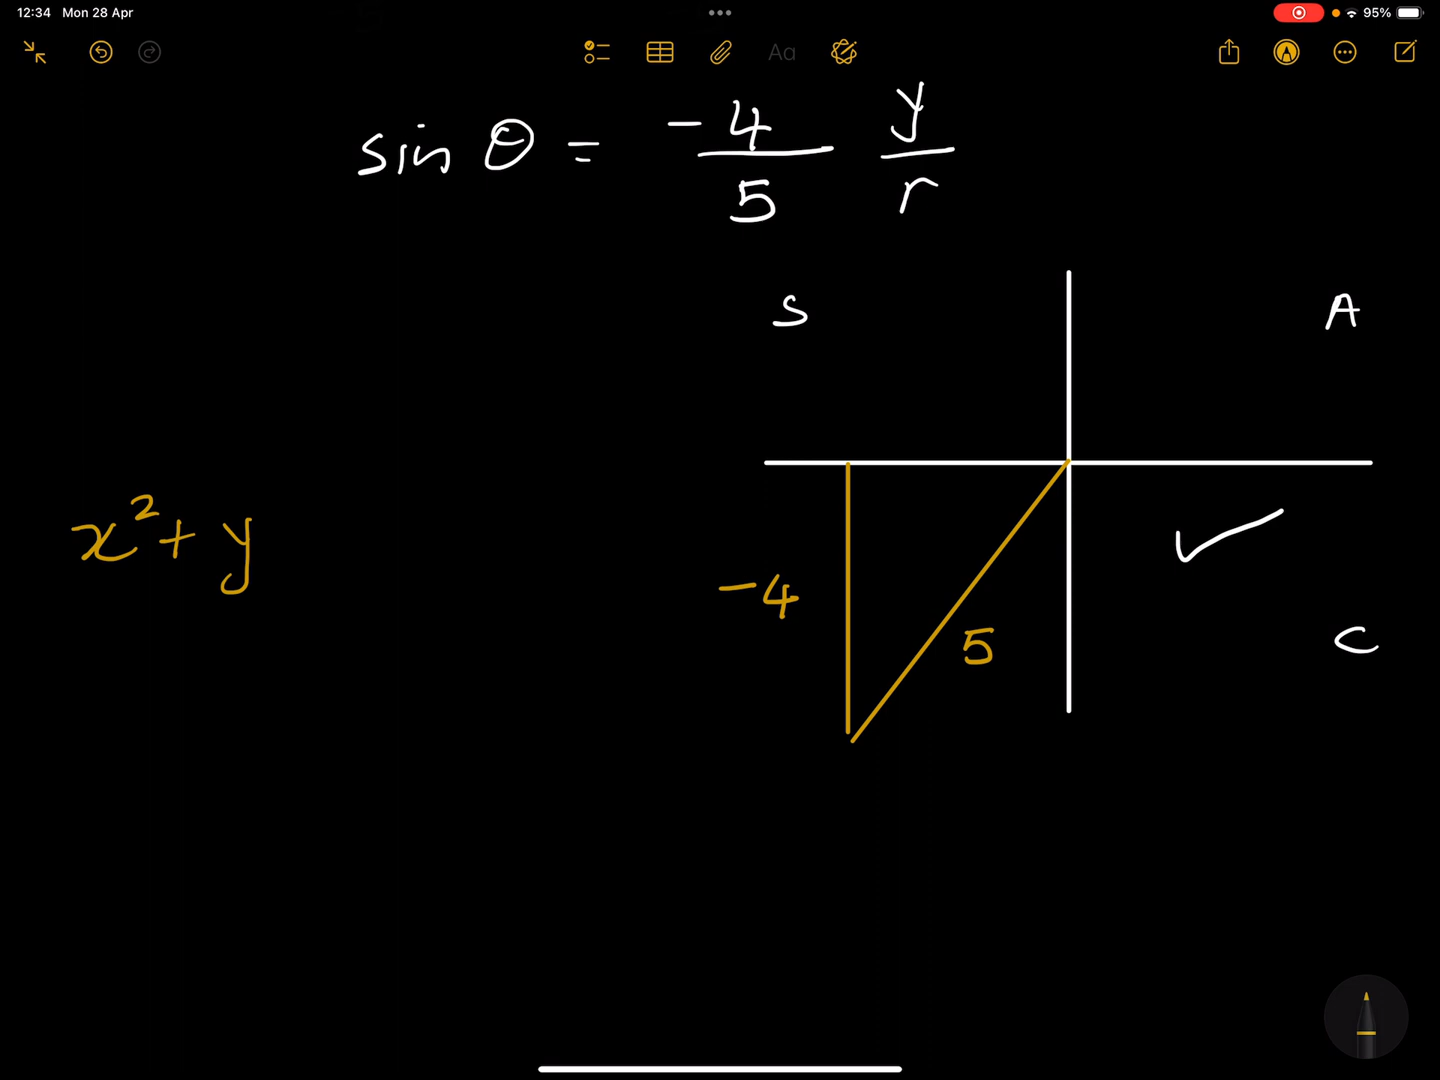 12:34 Mon 28 Apr 95%
Aa
sin θ = -4/5 y/r
S A
x² + y
-4
5
C